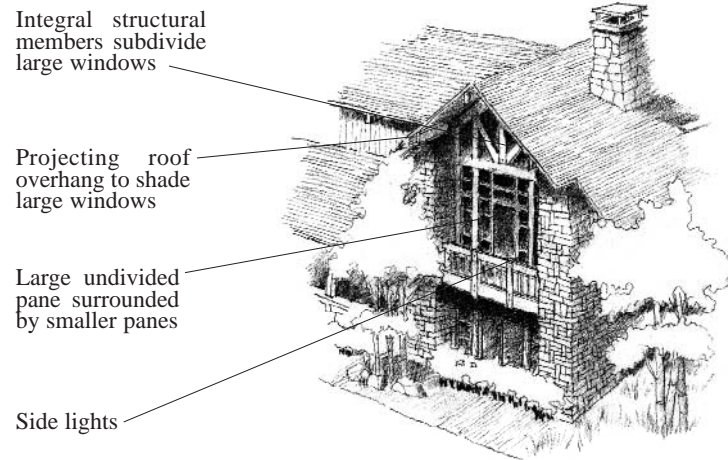 Integral structural
members subdivide
large windows
Projecting roof
overhang to shade
large windows
Large undivided
pane surrounded
by smaller panes
Side lights